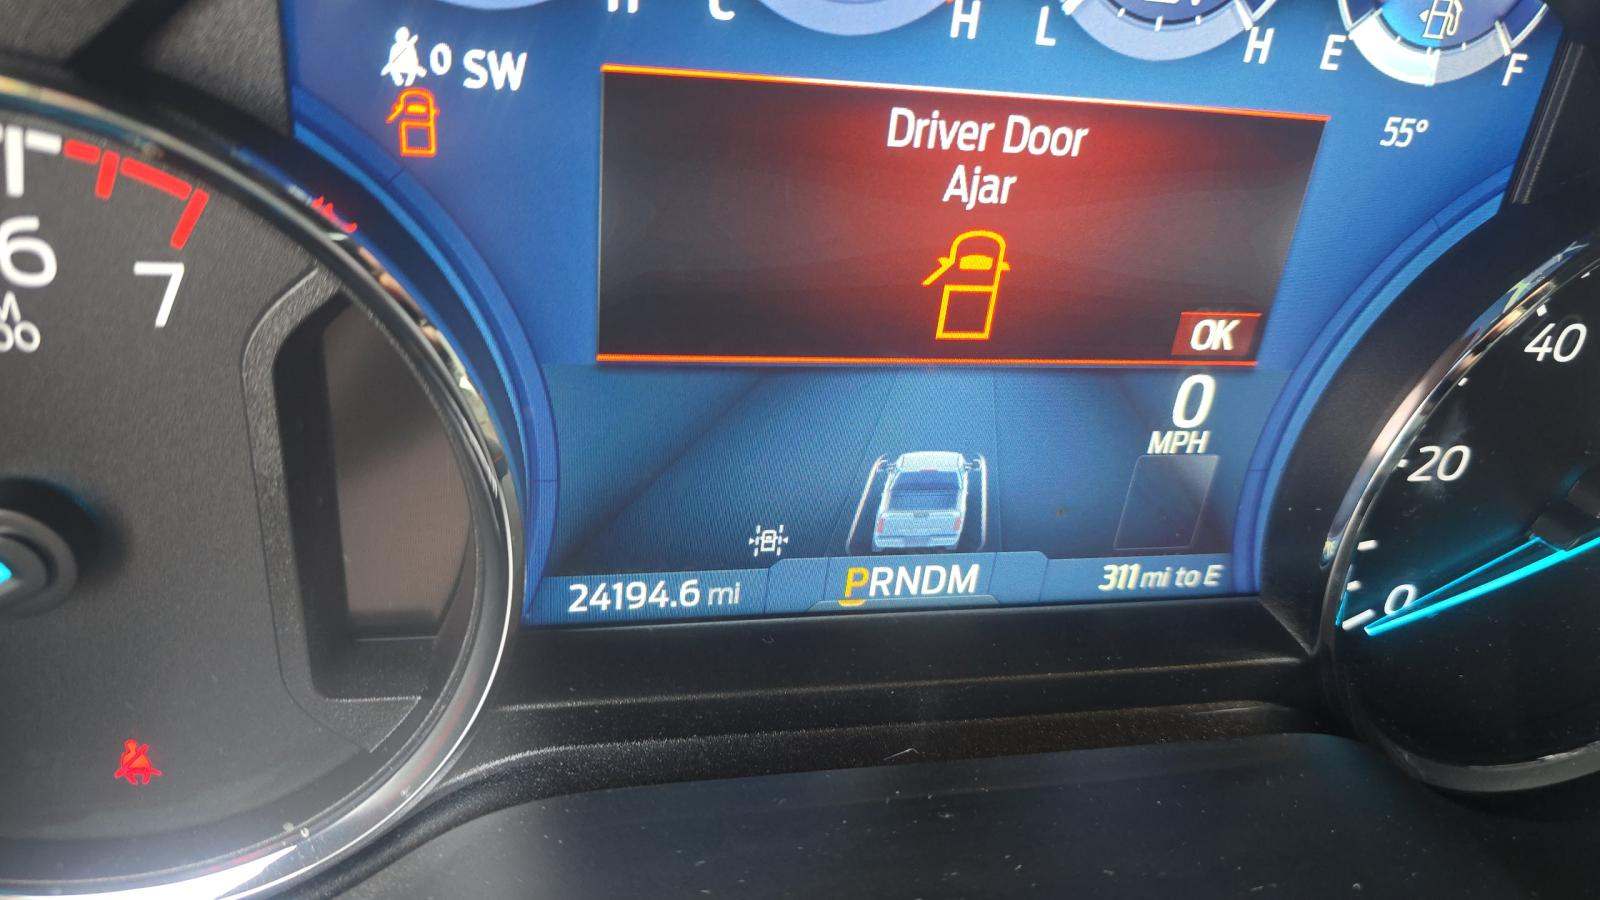 C
H
L
H
E
F
0 SW
Driver Door
Ajar
55°
OK
6
7
40
20
0
0
MPH
24194.6 mi
PRNDM
311 mi to E